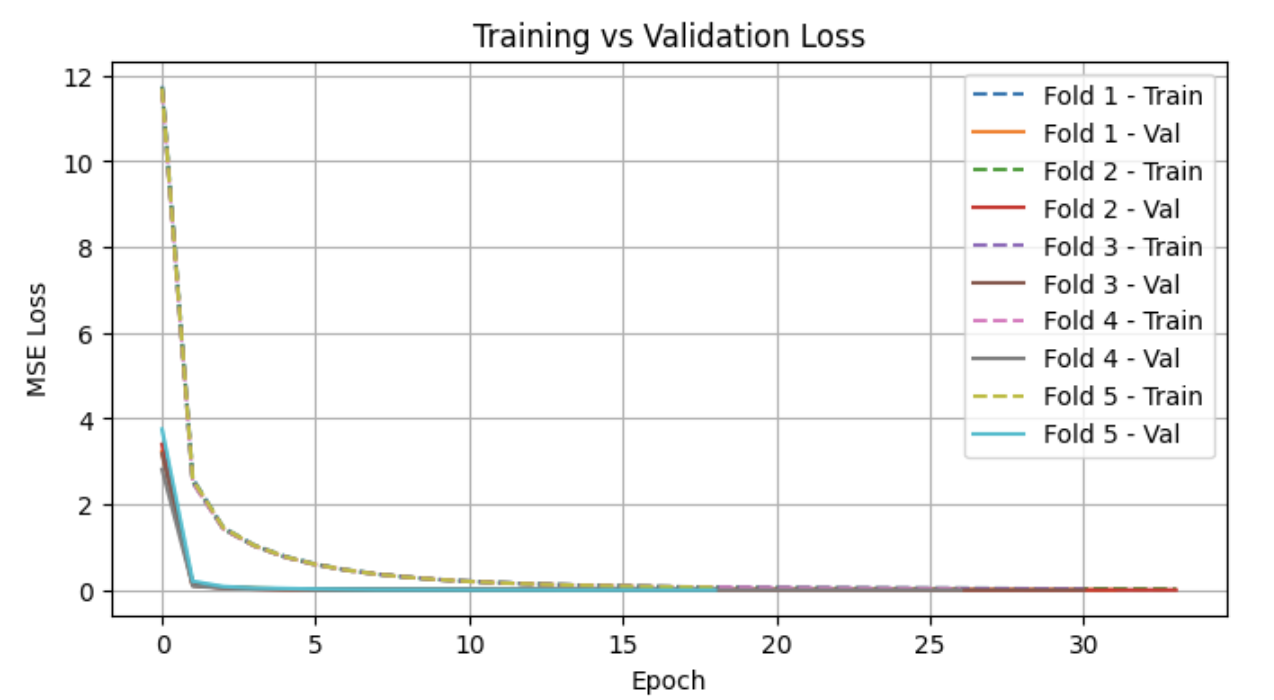 Training vs Validation Loss
MSE Loss
12
10
8
6
4
2
0
Fold 1 - Train
Fold 1 - Val
Fold 2 - Train
Fold 2 - Val
Fold 3 - Train
Fold 3 - Val
Fold 4 - Train
Fold 4 - Val
Fold 5 - Train
Fold 5 - Val
0 5 10 15 20 25 30
Epoch